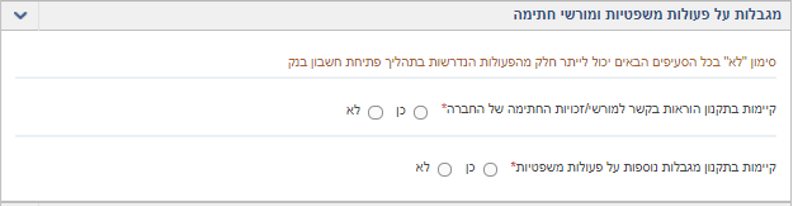 מגבלות על פעולות משפטיות ומורשי חתימה
סימון "לא" בכל הסעיפים הבאים יכול לייתר חלק מהפעולות הנדרשות בתהליך פתיחת חשבון בנק
קיימות בתקנון הוראות בקשר למורשי/זכויות החתימה של החברה* כן לא
קיימות בתקנון מגבלות נוספות על פעולות משפטיות* כן לא